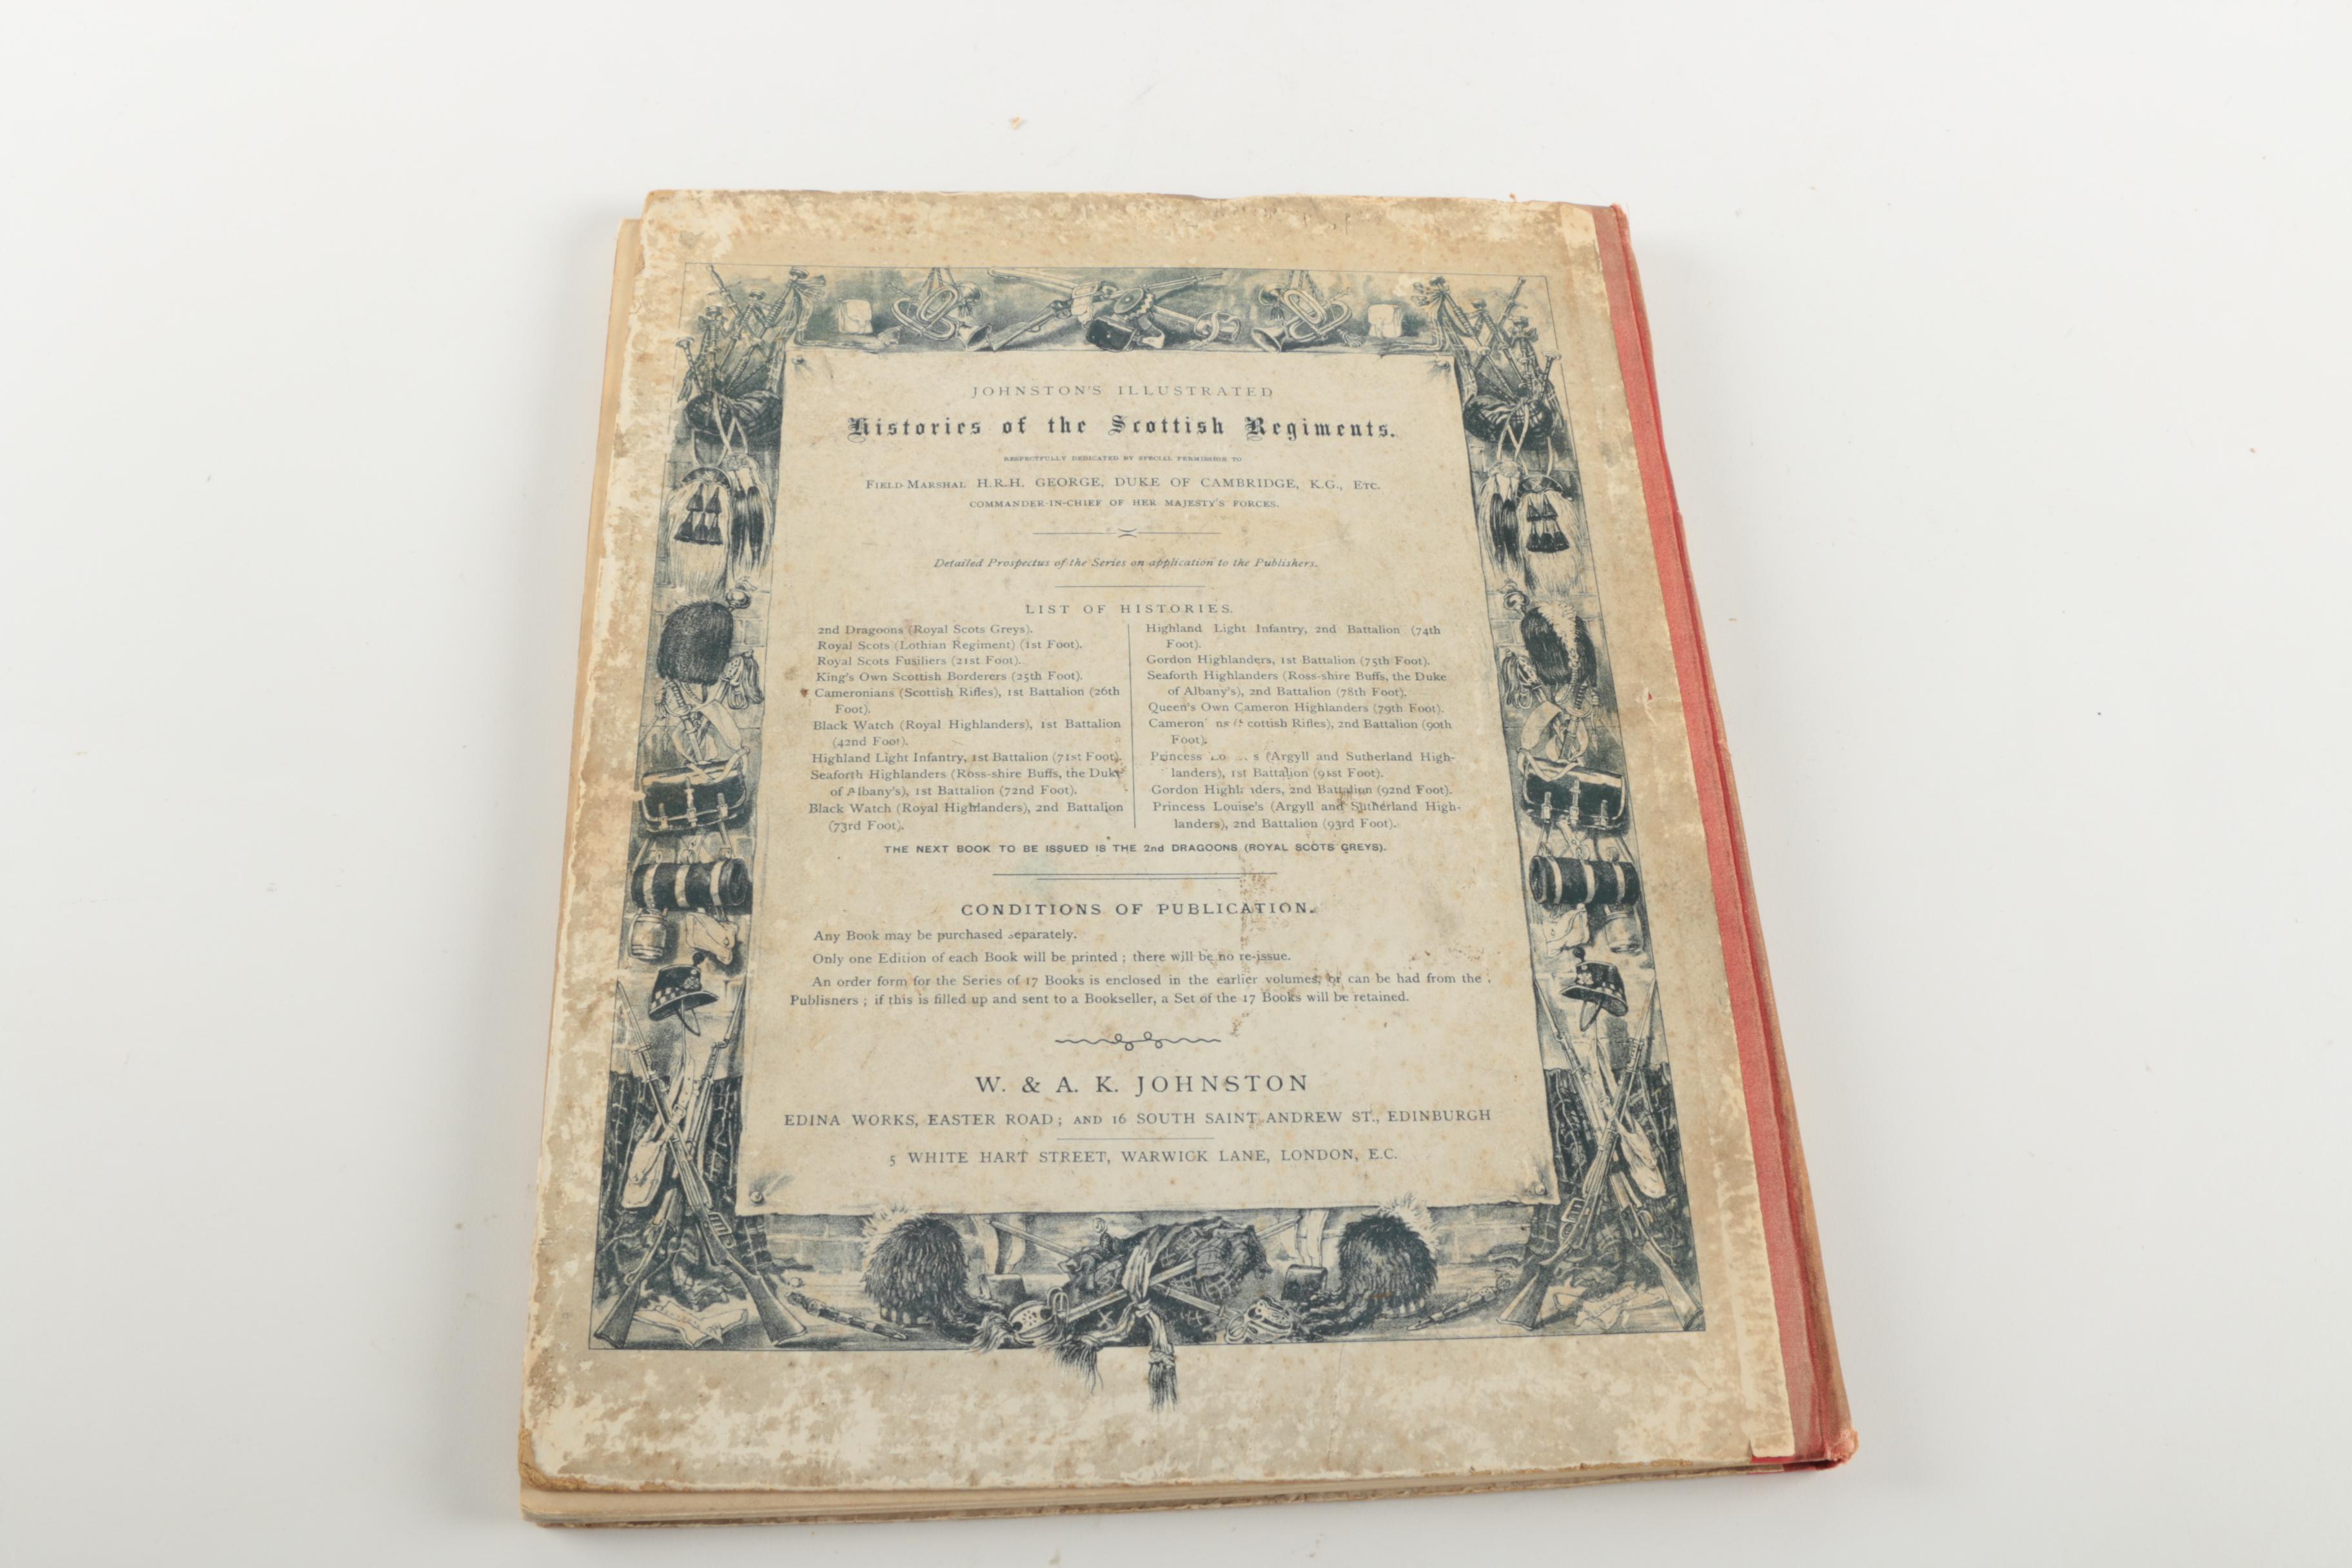 JOHNSTON'S ILLUSTRATED
Histories of the Scottish Regiments.
RESPECTFULLY DEDICATED BY SPECIAL PERMISSION TO
FIELD-MARSHAL H.R.H. GEORGE, DUKE OF CAMBRIDGE, K.G., ETC.
COMMANDER-IN-CHIEF OF HER MAJESTY'S FORCES.
Detailed Prospectus of the Series on application to the Publishers.
LIST OF HISTORIES.
2nd Dragoons (Royal Scots Greys).
Royal Scots (Lothian Regiment) (1st Foot).
Royal Scots Fusiliers (21st Foot).
King's Own Scottish Borderers (25th Foot).
Cameronians (Scottish Rifles), 1st Battalion (26th
Foot).
Black Watch (Royal Highlanders), 1st Battalion
(42nd Foot).
Highland Light Infantry, 1st Battalion (71st Foot).
Seaforth Highlanders (Ross-shire Buffs, the Duke
of Albany's), 1st Battalion (72nd Foot).
Black Watch (Royal Highlanders), 2nd Battalion
(73rd Foot).
Highland Light Infantry, 2nd Battalion (74th
Foot).
Gordon Highlanders, 1st Battalion (75th Foot).
Seaforth Highlanders (Ross-shire Buffs, the Duke
of Albany's), 2nd Battalion (78th Foot).
Queen's Own Cameron Highlanders (79th Foot).
Rifles), 2nd Battalion (90th
Foot).
Princess (Argyll and Sutherland High-
landers), 1st Battalion (91st Foot).
Gordon Highlanders, 2nd Battalion (92nd Foot).
Princess Louise's (Argyll and Sutherland High-
landers), 2nd Battalion (93rd Foot).
THE NEXT BOOK TO BE ISSUED IS THE 2nd DRAGOONS (ROYAL SCOTS GREYS).
CONDITIONS OF PUBLICATION.
Any Book may be purchased separately.
Only one Edition of each Book will be printed; there will be no re-issue.
An order form for the Series of 17 Books is enclosed in the earlier volumes, or can be had from the
Publishers; if this is filled up and sent to a Bookseller, a Set of the 17 Books will be retained.
W. & A. K. JOHNSTON
EDINA WORKS, EASTER ROAD; AND 16 SOUTH SAINT ANDREW ST., EDINBURGH
5 WHITE HART STREET, WARWICK LANE, LONDON, E.C.